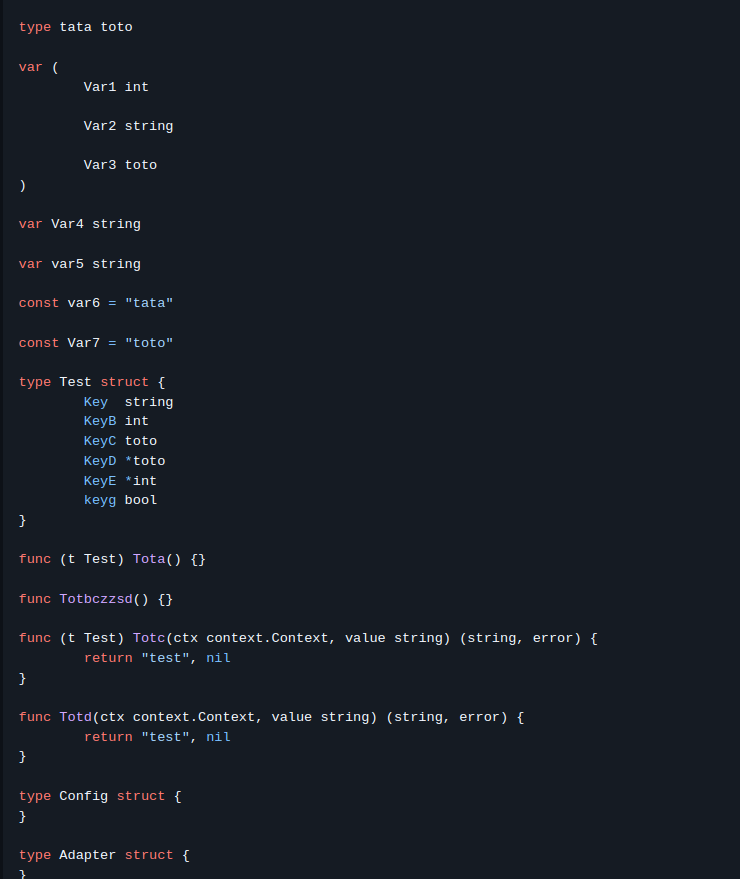 type tata toto
var (
        Var1 int
        Var2 string
        Var3 toto
)
var Var4 string
var var5 string
const var6 = "tata"
const Var7 = "toto"
type Test struct {
        Key  string
        KeyB int
        KeyC toto
        KeyD *toto
        KeyE *int
        keyg bool
}
func (t Test) Tota() {}
func Totbczzsd() {}
func (t Test) Totc(ctx context.Context, value string) (string, error) {
        return "test", nil
}
func Totd(ctx context.Context, value string) (string, error) {
        return "test", nil
}
type Config struct {
}
type Adapter struct {
}